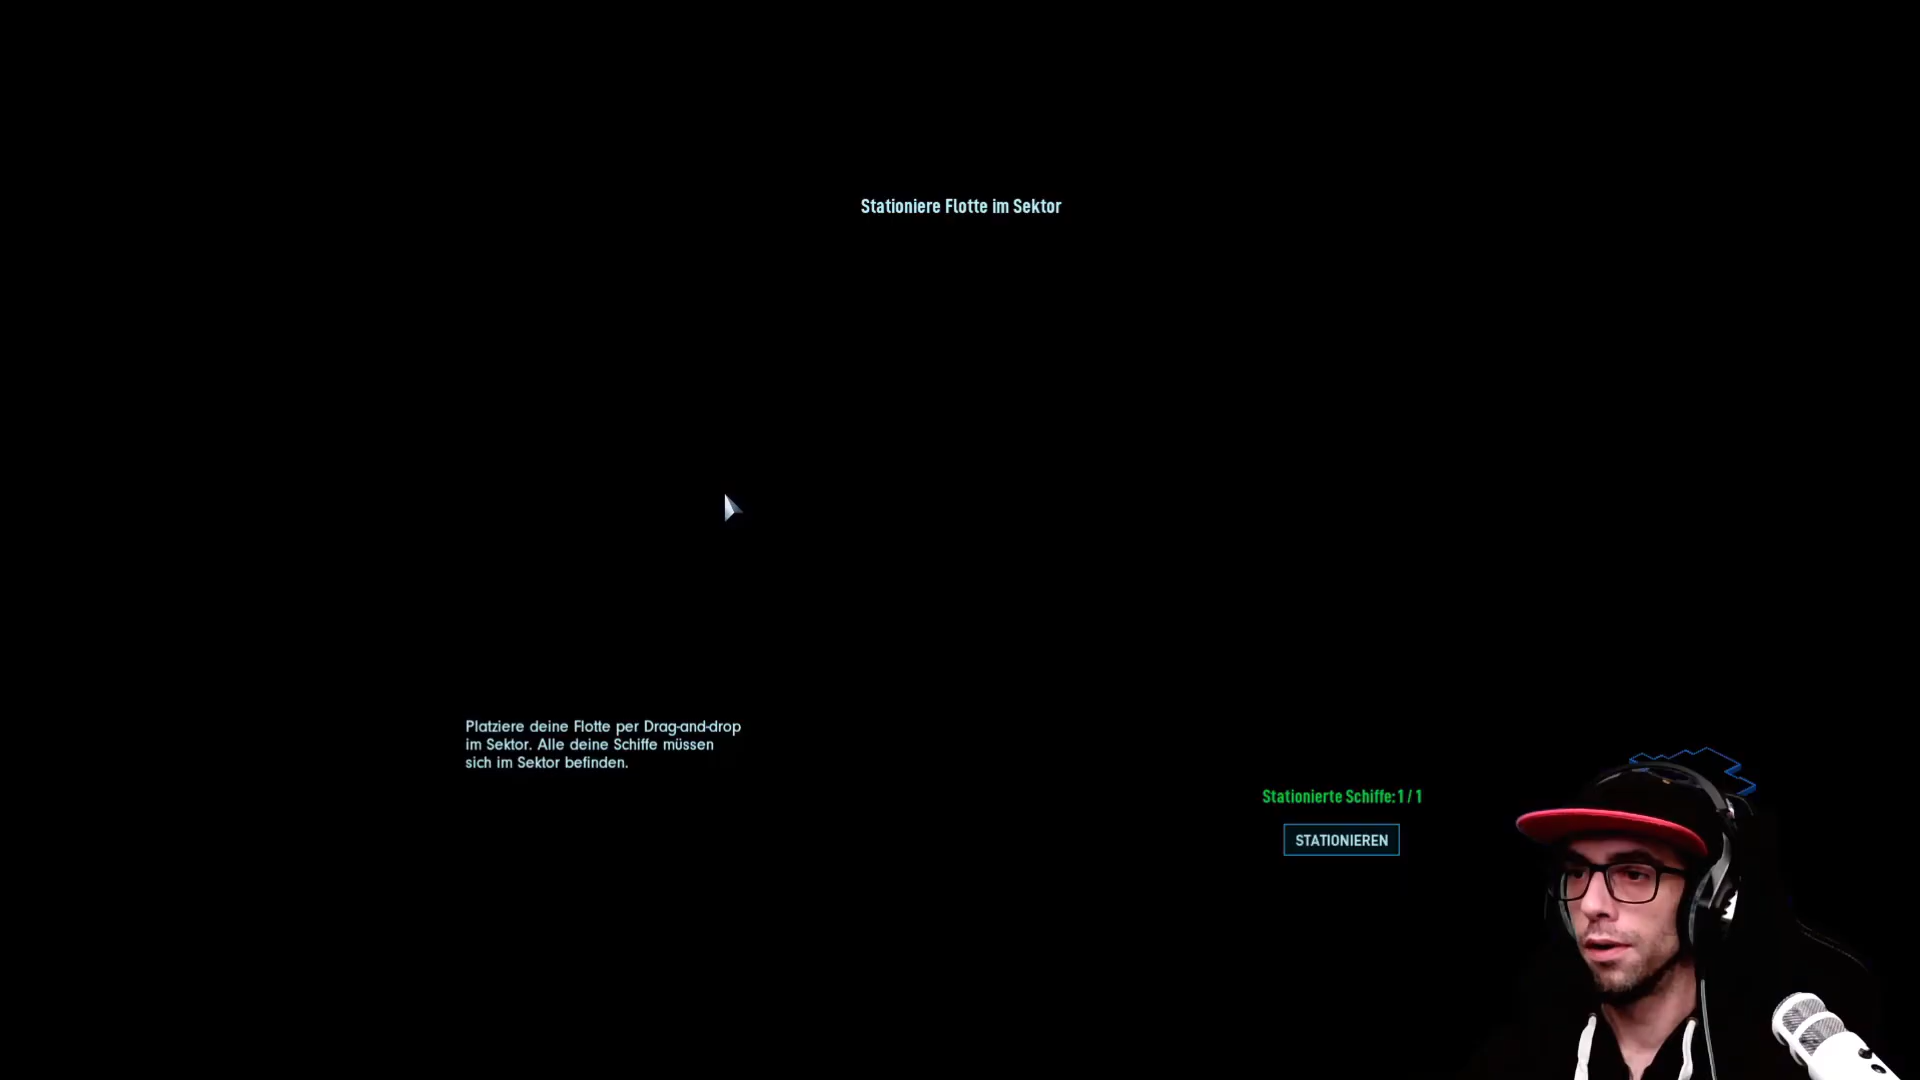 Stationiere Flotte im Sektor
Platziere deine Flotte per Drag-and-drop
im Sektor. Alle deine Schiffe müssen
sich im Sektor befinden.
Stationierte Schiffe: 1 / 1
STATIONIEREN